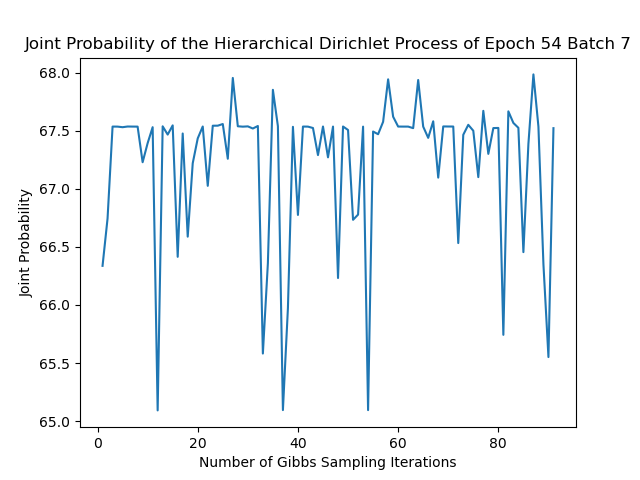 Joint Probability of the Hierarchical Dirichlet Process of Epoch 54 Batch 7
68.0
67.5
67.0
66.5
66.0
65.5
65.0
Joint Probability
0 20 40 60 80
Number of Gibbs Sampling Iterations